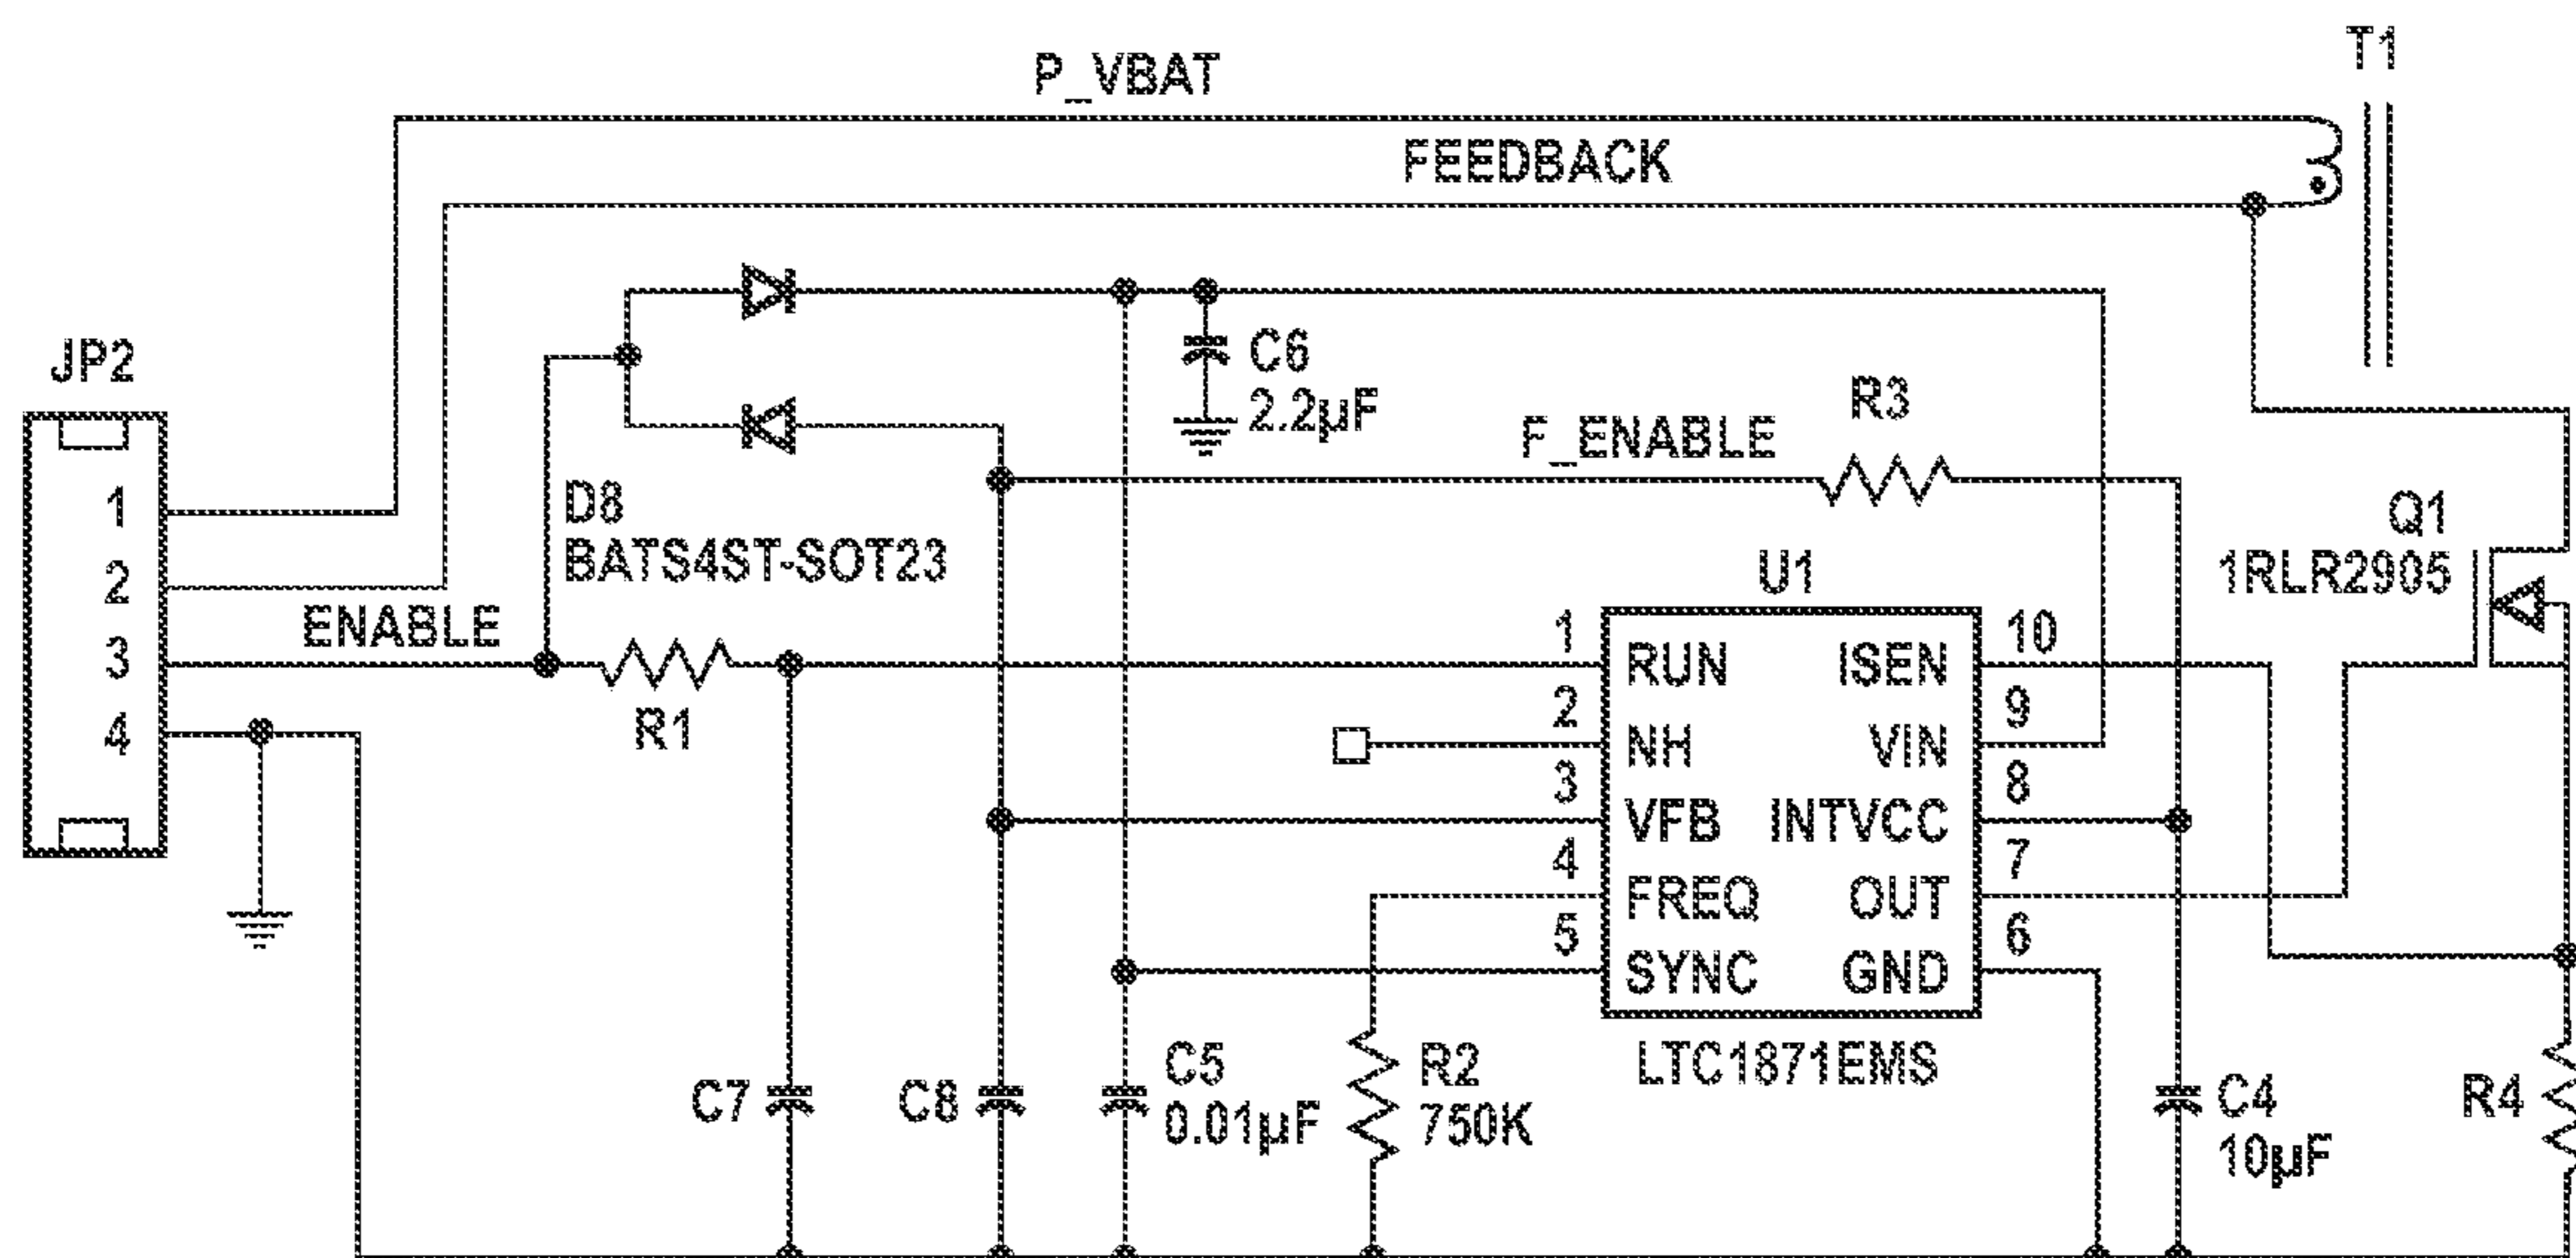 T1
P_VBAT
FEEDBACK
JP2
1
2
3
4
ENABLE
D8
BATS4ST-SOT23
R1
C6
2.2µF
F_ENABLE
R3
Q1
1RLR2905
U1
1 RUN ISEN 10
2 NH VIN 9
3 VFB INTVCC 8
4 FREQ OUT 7
5 SYNC GND 6
LTC1871EMS
C7
C8
C5
0.01µF
R2
750K
C4
10µF
R4